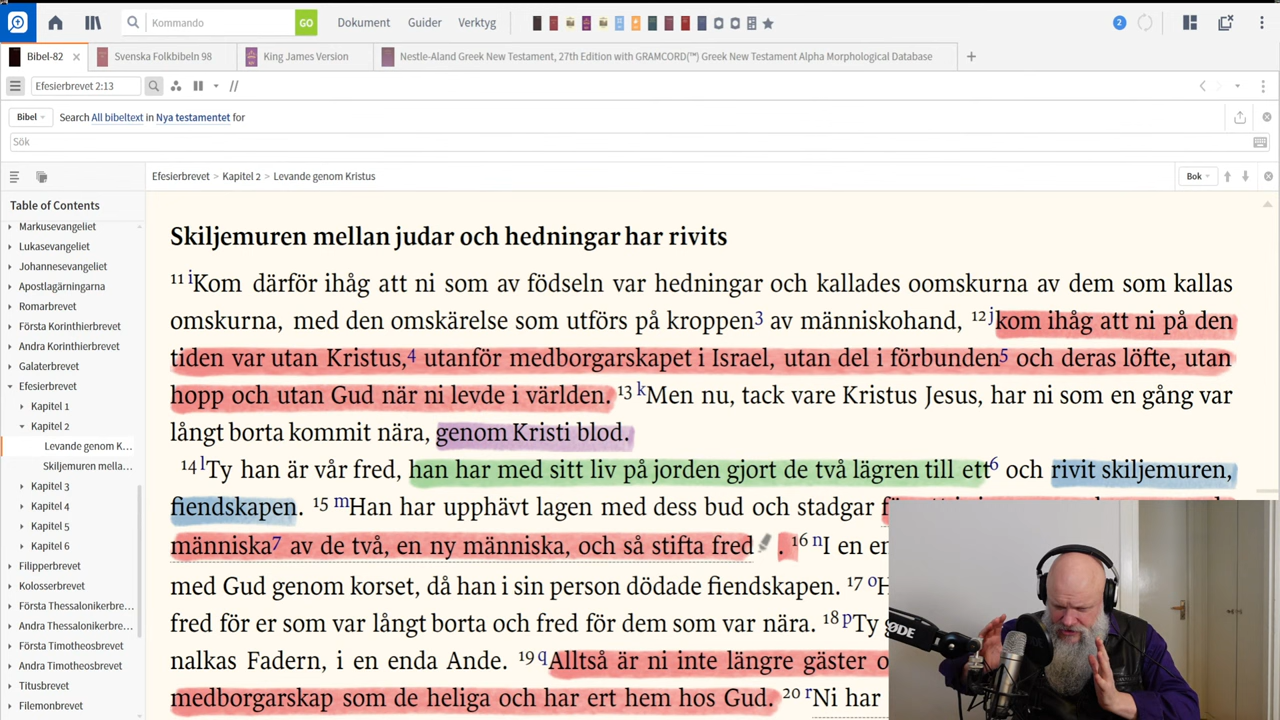 Kommando
GO
Dokument
Guider
Verktyg
2
Bibel-82
Svenska Folkbibeln 98
King James Version
Nestle-Aland Greek New Testament, 27th Edition with GRAMCORD(™) Greek New Testament Alpha Morphological Database
Efesierbrevet 2:13
Bibel
Search All bibeltext in Nya testamentet for
Sök
Efesierbrevet > Kapitel 2 > Levande genom Kristus
Bok
Table of Contents
Markusevangeliet
Lukasevangeliet
Johannesevangeliet
Apostlagärningarna
Romarbrevet
Första Korinthierbrevet
Andra Korinthierbrevet
Galaterbrevet
Efesierbrevet
Kapitel 1
Kapitel 2
Levande genom K...
Skiljemuren mella...
Kapitel 3
Kapitel 4
Kapitel 5
Kapitel 6
Filipperbrevet
Kolosserbrevet
Första Thessalonikerbre...
Andra Thessalonikerbre...
Första Timotheosbrevet
Andra Timotheosbrevet
Titusbrevet
Filemonbrevet
Skiljemuren mellan judar och hedningar har rivits
11 iKom därför ihåg att ni som av födseln var hedningar och kallades oomskurna av dem som kallas
omskurna, med den omskärelse som utförs på kroppen3 av människohand, 12 jkom ihåg att ni på den
tiden var utan Kristus,4 utanför medborgarskapet i Israel, utan del i förbunden5 och deras löfte, utan
hopp och utan Gud när ni levde i världen. 13 kMen nu, tack vare Kristus Jesus, har ni som en gång var
långt borta kommit nära, genom Kristi blod.
14 lTy han är vår fred, han har med sitt liv på jorden gjort de två lägren till ett6 och rivit skiljemuren,
fiendskapen. 15 mHan har upphävt lagen med dess bud och stadgar
människa7 av de två, en ny människa, och så stifta fred . 16 nI en en
med Gud genom korset, då han i sin person dödade fiendskapen. 17 oH
fred för er som var långt borta och fred för dem som var nära. 18 pTy
nalkas Fadern, i en enda Ande. 19 qAlltså är ni inte längre gäster o
medborgarskap som de heliga och har ert hem hos Gud. 20 rNi har
RØDE